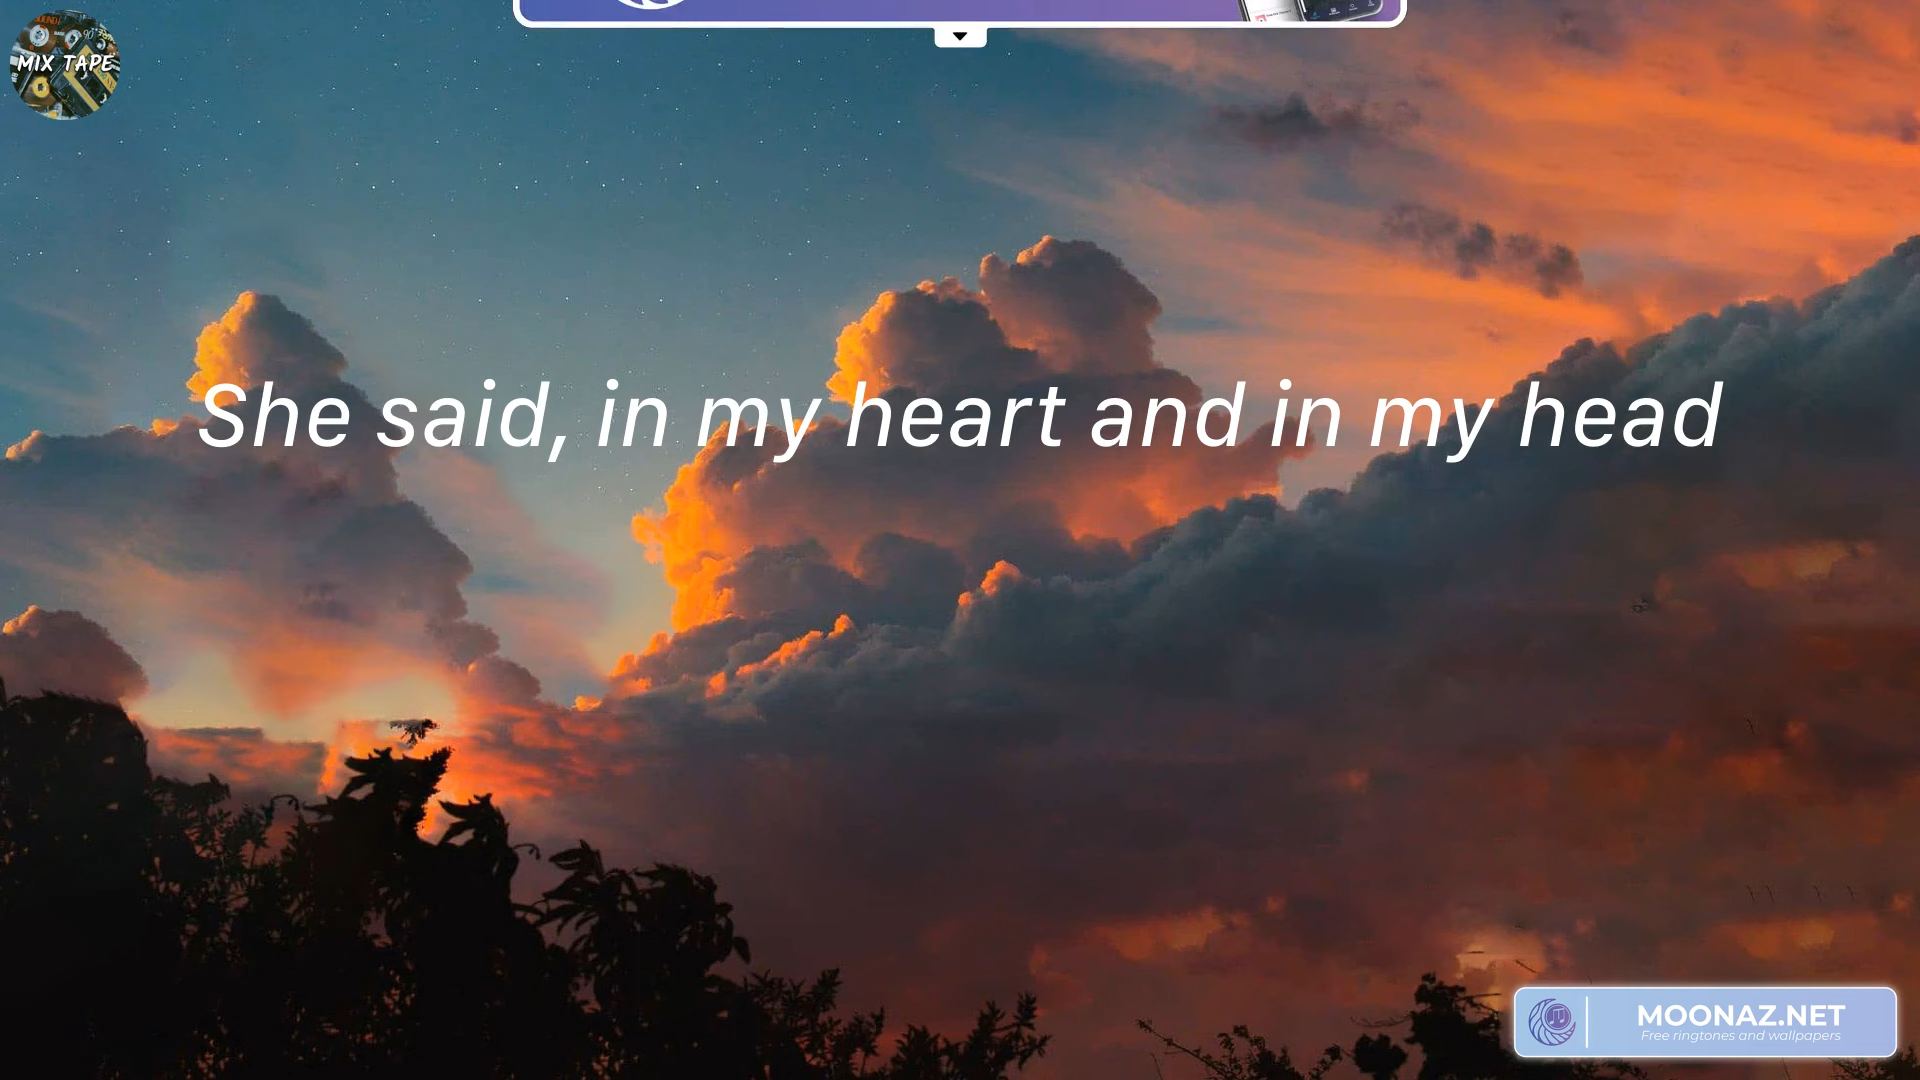 MIX TAPE
She said, in my heart and in my head
MOONAZ.NET
Free ringtones and wallpapers